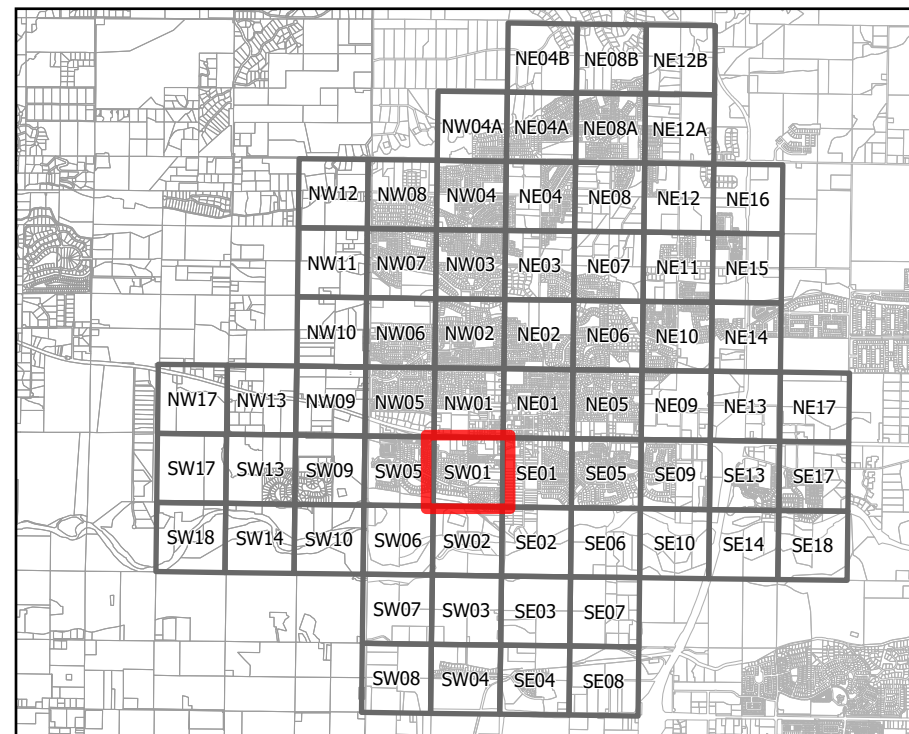 NE04B NE08B NE12B
NW04A NE04A NE08A NE12A
NW12 NW08 NW04 NE04 NE08 NE12 NE16
NW11 NW07 NW03 NE03 NE07 NE11 NE15
NW10 NW06 NW02 NE02 NE06 NE10 NE14
NW17 NW13 NW09 NW05 NW01 NE01 NE05 NE09 NE13 NE17
SW17 SW13 SW09 SW05 SW01 SE01 SE05 SE09 SE13 SE17
SW18 SW14 SW10 SW06 SW02 SE02 SE06 SE10 SE14 SE18
SW07 SW03 SE03 SE07
SW08 SW04 SE04 SE08